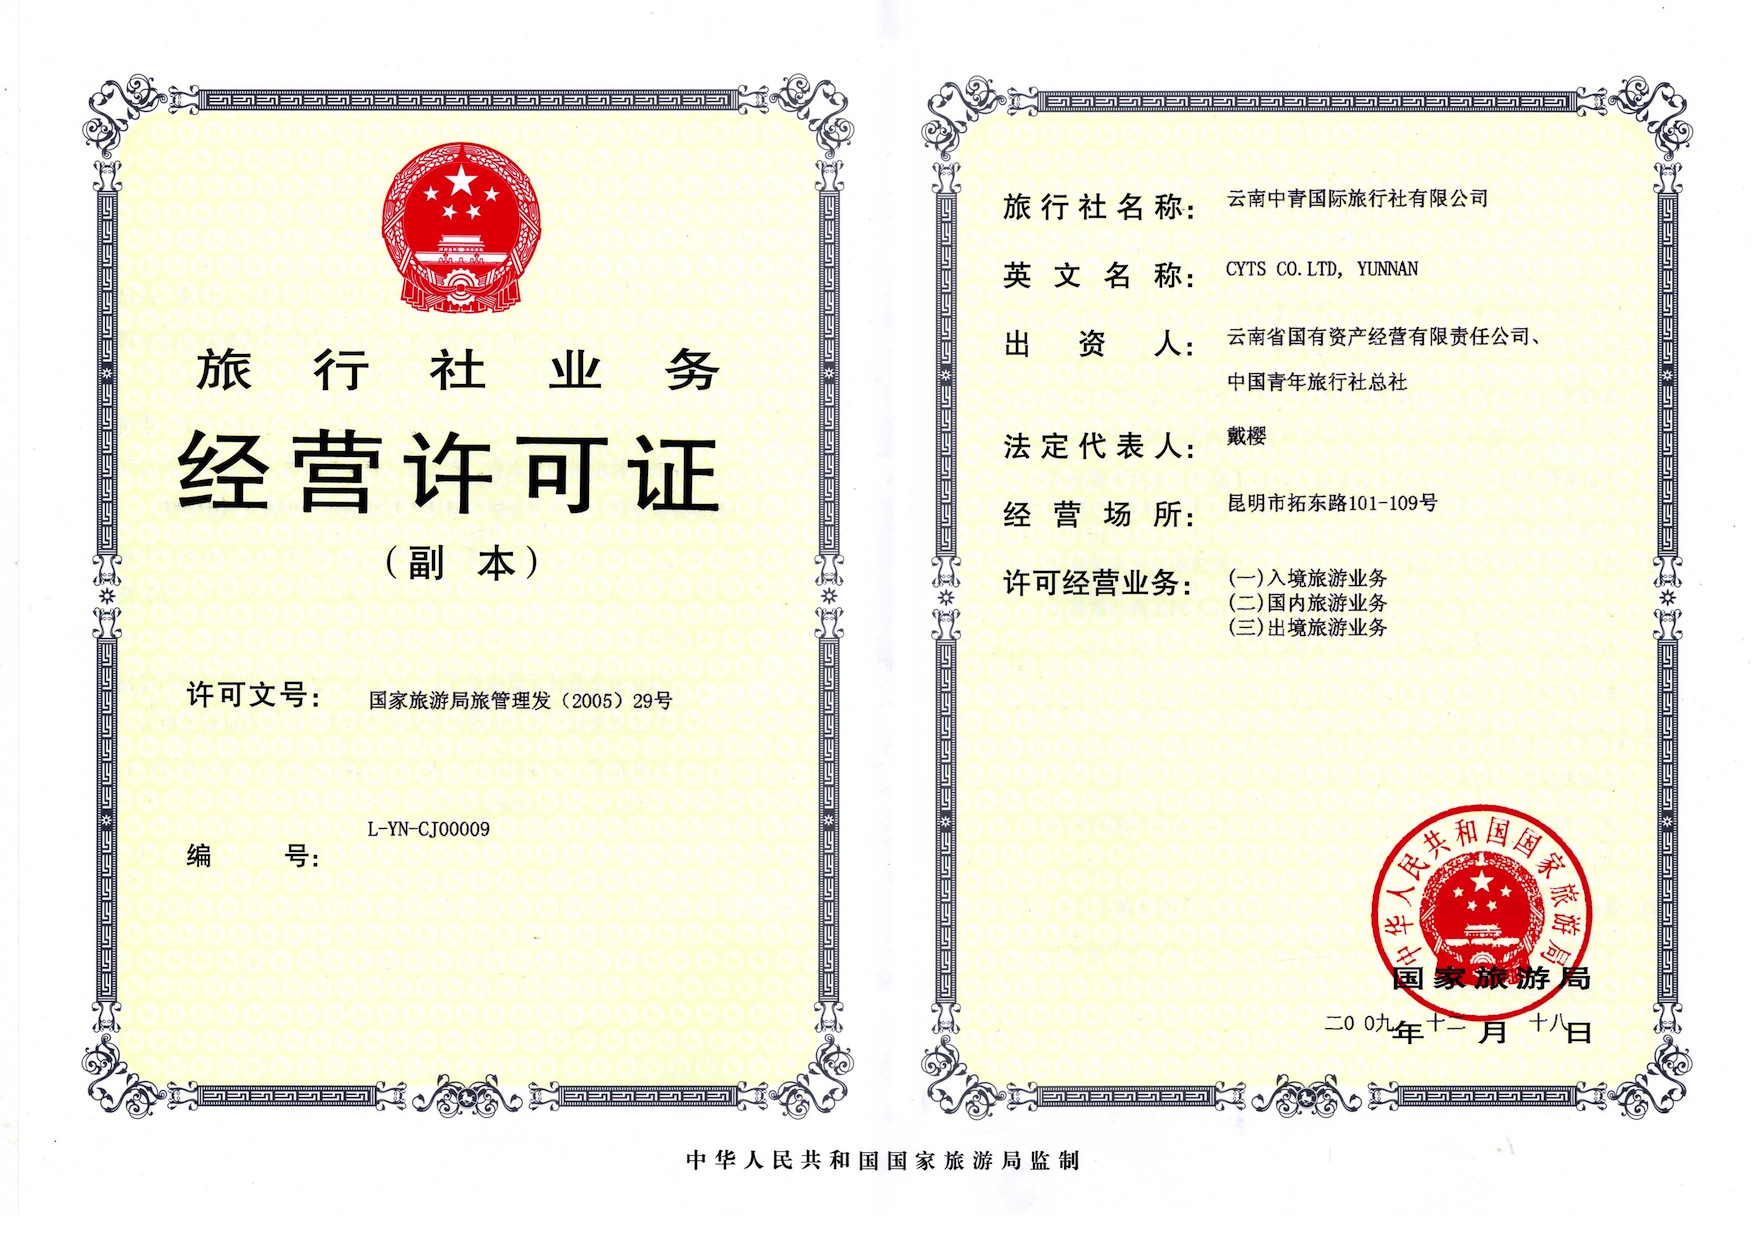 旅行社业务
经营许可证
(副本)
许可文号: 国家旅游局旅管理发(2005)29号
L-YN-CJ00009
编号:
旅行社名称: 云南中青国际旅行社有限公司
英文名称: CYTS CO.LTD, YUNNAN
出资人: 云南省国有资产经营有限责任公司、
中国青年旅行社总社
法定代表人: 戴樱
经营场所: 昆明市拓东路101-109号
许可经营业务: (一)入境旅游业务
(二)国内旅游业务
(三)出境旅游业务
中华人民共和国国家旅游局
国家旅游局
二00九年十二月十八日
中华人民共和国国家旅游局监制